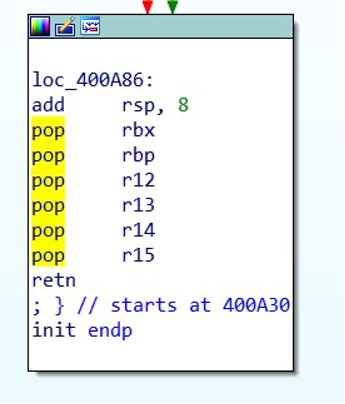 loc_400A86:
add rsp, 8
pop rbx
pop rbp
pop r12
pop r13
pop r14
pop r15
retn
; } // starts at 400A30
init endp